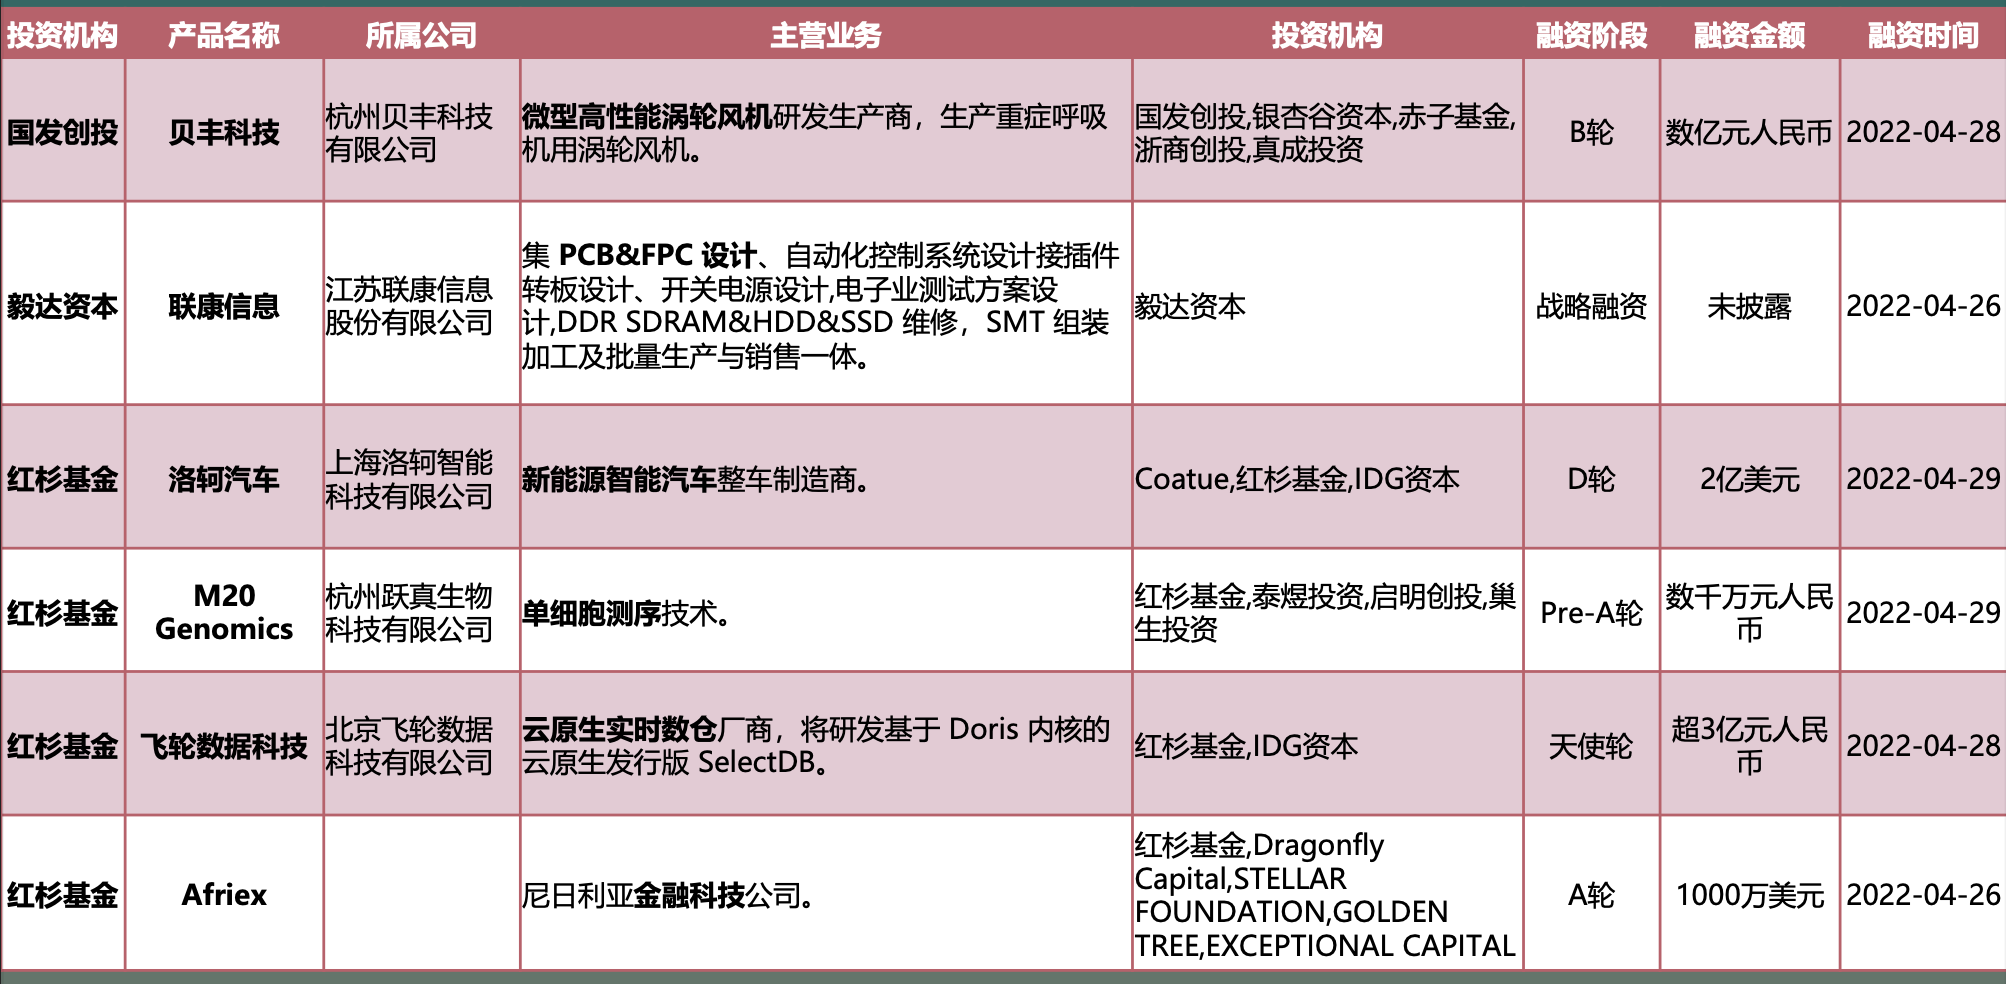 投资机构 产品名称 所属公司 主营业务 投资机构 融资阶段 融资金额 融资时间
国发创投
贝丰科技
杭州贝丰科技
有限公司
微型高性能涡轮风机研发生产商，生产重症呼吸
机用涡轮风机。
国发创投,银杏谷资本,赤子基金,
浙商创投,真成投资
B轮
数亿元人民币
2022-04-28
毅达资本
联康信息
江苏联康信息
股份有限公司
集 PCB&FPC 设计、自动化控制系统设计接插件
转板设计、开关电源设计,电子业测试方案设
计,DDR SDRAM&HDD&SSD 维修，SMT 组装
加工及批量生产与销售一体。
毅达资本
战略融资
未披露
2022-04-26
红杉基金
洛轲汽车
上海洛轲智能
科技有限公司
新能源智能汽车整车制造商。
Coatue,红杉基金,IDG资本
D轮
2亿美元
2022-04-29
红杉基金
M20
Genomics
杭州跃真生物
科技有限公司
单细胞测序技术。
红杉基金,泰煜投资,启明创投,巢
生投资
Pre-A轮
数千万元人民
币
2022-04-29
红杉基金
飞轮数据科技
北京飞轮数据
科技有限公司
云原生实时数仓厂商，将研发基于 Doris 内核的
云原生发行版 SelectDB。
红杉基金,IDG资本
天使轮
超3亿元人民
币
2022-04-28
红杉基金
Afriex
尼日利亚金融科技公司。
红杉基金,Dragonfly
Capital,STELLAR
FOUNDATION,GOLDEN
TREE,EXCEPTIONAL CAPITAL
A轮
1000万美元
2022-04-26